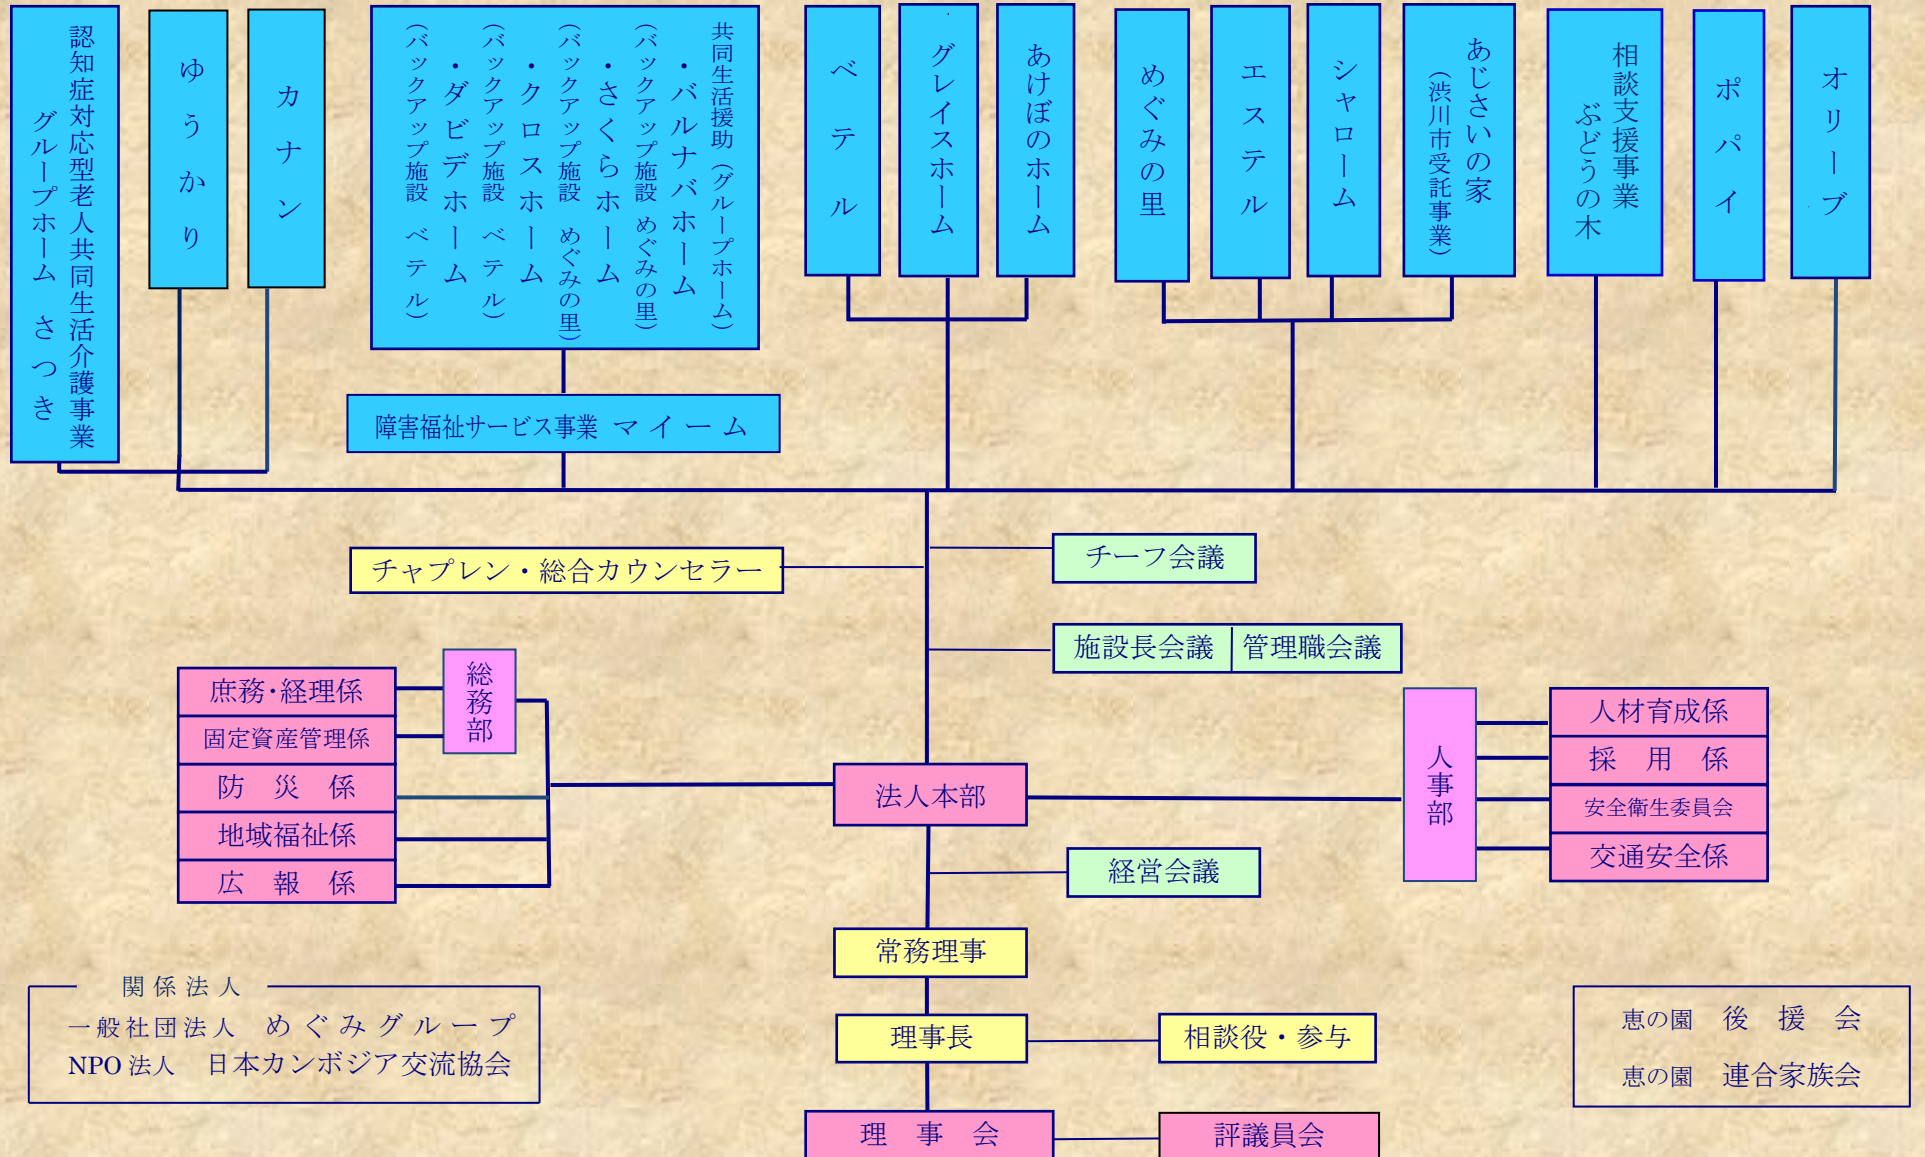 認知症対応型老人共同生活介護事業
グループホーム　さつき
ゆうかり
カナン
共同生活援助（グループホーム）
・バルナバホーム
（バックアップ施設 めぐみの里）
・さくらホーム
（バックアップ施設　めぐみの里）
・クロスホーム
（バックアップ施設　ベテル）
・ダビデホーム
（バックアップ施設　ベテル）
障害福祉サービス事業 マイーム
ベテル
グレイスホーム
あけぼのホーム
めぐみの里
エステル
シャローム
あじさいの家
（渋川市受託事業）
相談支援事業
ぶどうの木
ポパイ
オリーブ
チャプレン・総合カウンセラー
チーフ会議
施設長会議
管理職会議
総務部
庶務・経理係
固定資産管理係
防　災　係
地域福祉係
広　報　係
法人本部
人事部
人材育成係
採　用　係
安全衛生委員会
交通安全係
経営会議
常務理事
理事長
相談役・参与
理　事　会
評議員会
関係法人
一般社団法人　めぐみグループ
NPO法人　日本カンボジア交流協会
恵の園　後　援　会
恵の園　連合家族会